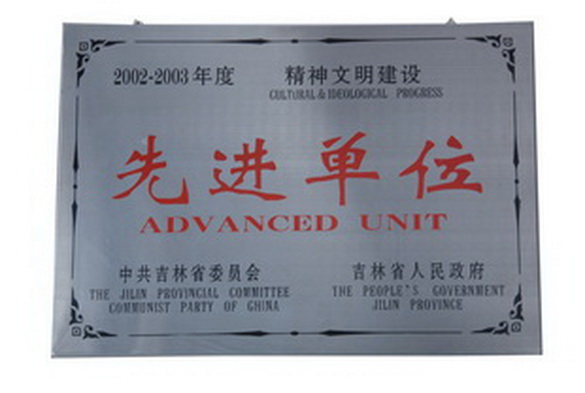 2002-2003年度 精神文明建设
CULTURAL & IDEOLOGICAL PROGRESS
先进单位
ADVANCED UNIT
中共吉林省委员会 吉林省人民政府
THE JILIN PROVINCIAL COMMITTEE THE PEOPLE'S GOVERNMENT
COMMUNIST PARTY OF CHINA JILIN PROVINCE